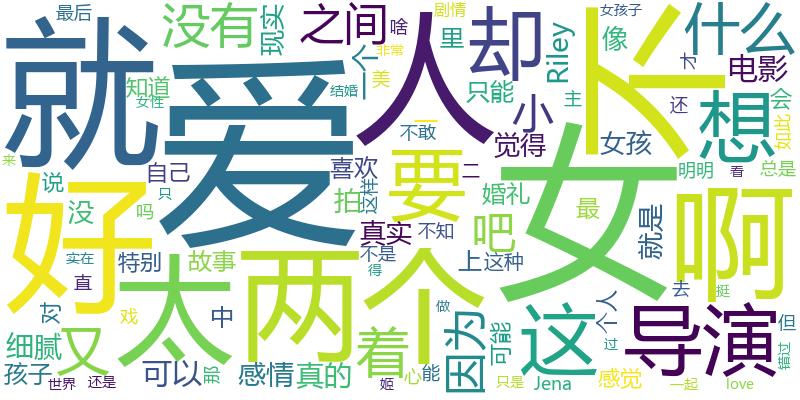 最后
没有
现实
之间
啥
剧情
里
女孩子
什么
就
爱
人
却
不
Riley
像
才
电影
知道
一个
非常
美
只能
小
主
还
想
会
如此
女性
结婚
一
不敢
觉得
女孩
明明
总是
来
自己
喜欢
要
二
女
说
只
这样
婚礼
最
看
好
没
吗
拍
真实
不知
吧
就是
啊
实在
特别
故事
太
两
个
不是
得
上
这种
去
挺
直
对
戏
中
着
因为
做
可能
这
个人
过
导演
但
错过
细腻
又
孩子
世界
还是
可以
那
感情
真的
姬
心
能
只是
Jena
感觉
一起
love